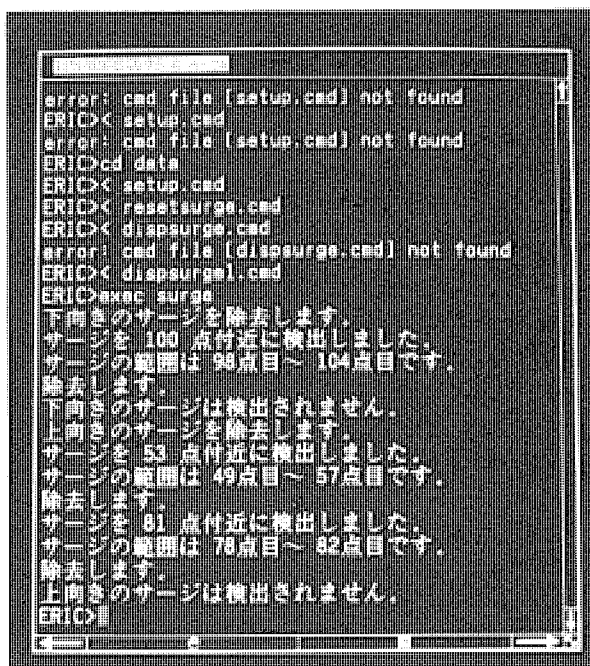 error: cmd file [setup.cmd] not found
ERIC>< setup.cmd
error: cmd file [setup.cmd] not found
ERIC>cd data
ERIC>< setup.cmd
ERIC>< resetsurge.cmd
ERIC>< dispsurge.cmd
error: cmd file [dispsurge.cmd] not found
ERIC>< dispsurge1.cmd
ERIC>exec surge
下向きのサージを除去します.
サージを 100 点付近に検出しました.
サージの範囲は 98点目～ 104点目です.
除去します.
下向きのサージは検出されません.
上向きのサージを除去します.
サージを 53 点付近に検出しました.
サージの範囲は 49点目～ 57点目です.
除去します.
サージを 81 点付近に検出しました.
サージの範囲は 78点目～ 82点目です.
除去します.
上向きのサージは検出されません.
ERIC>